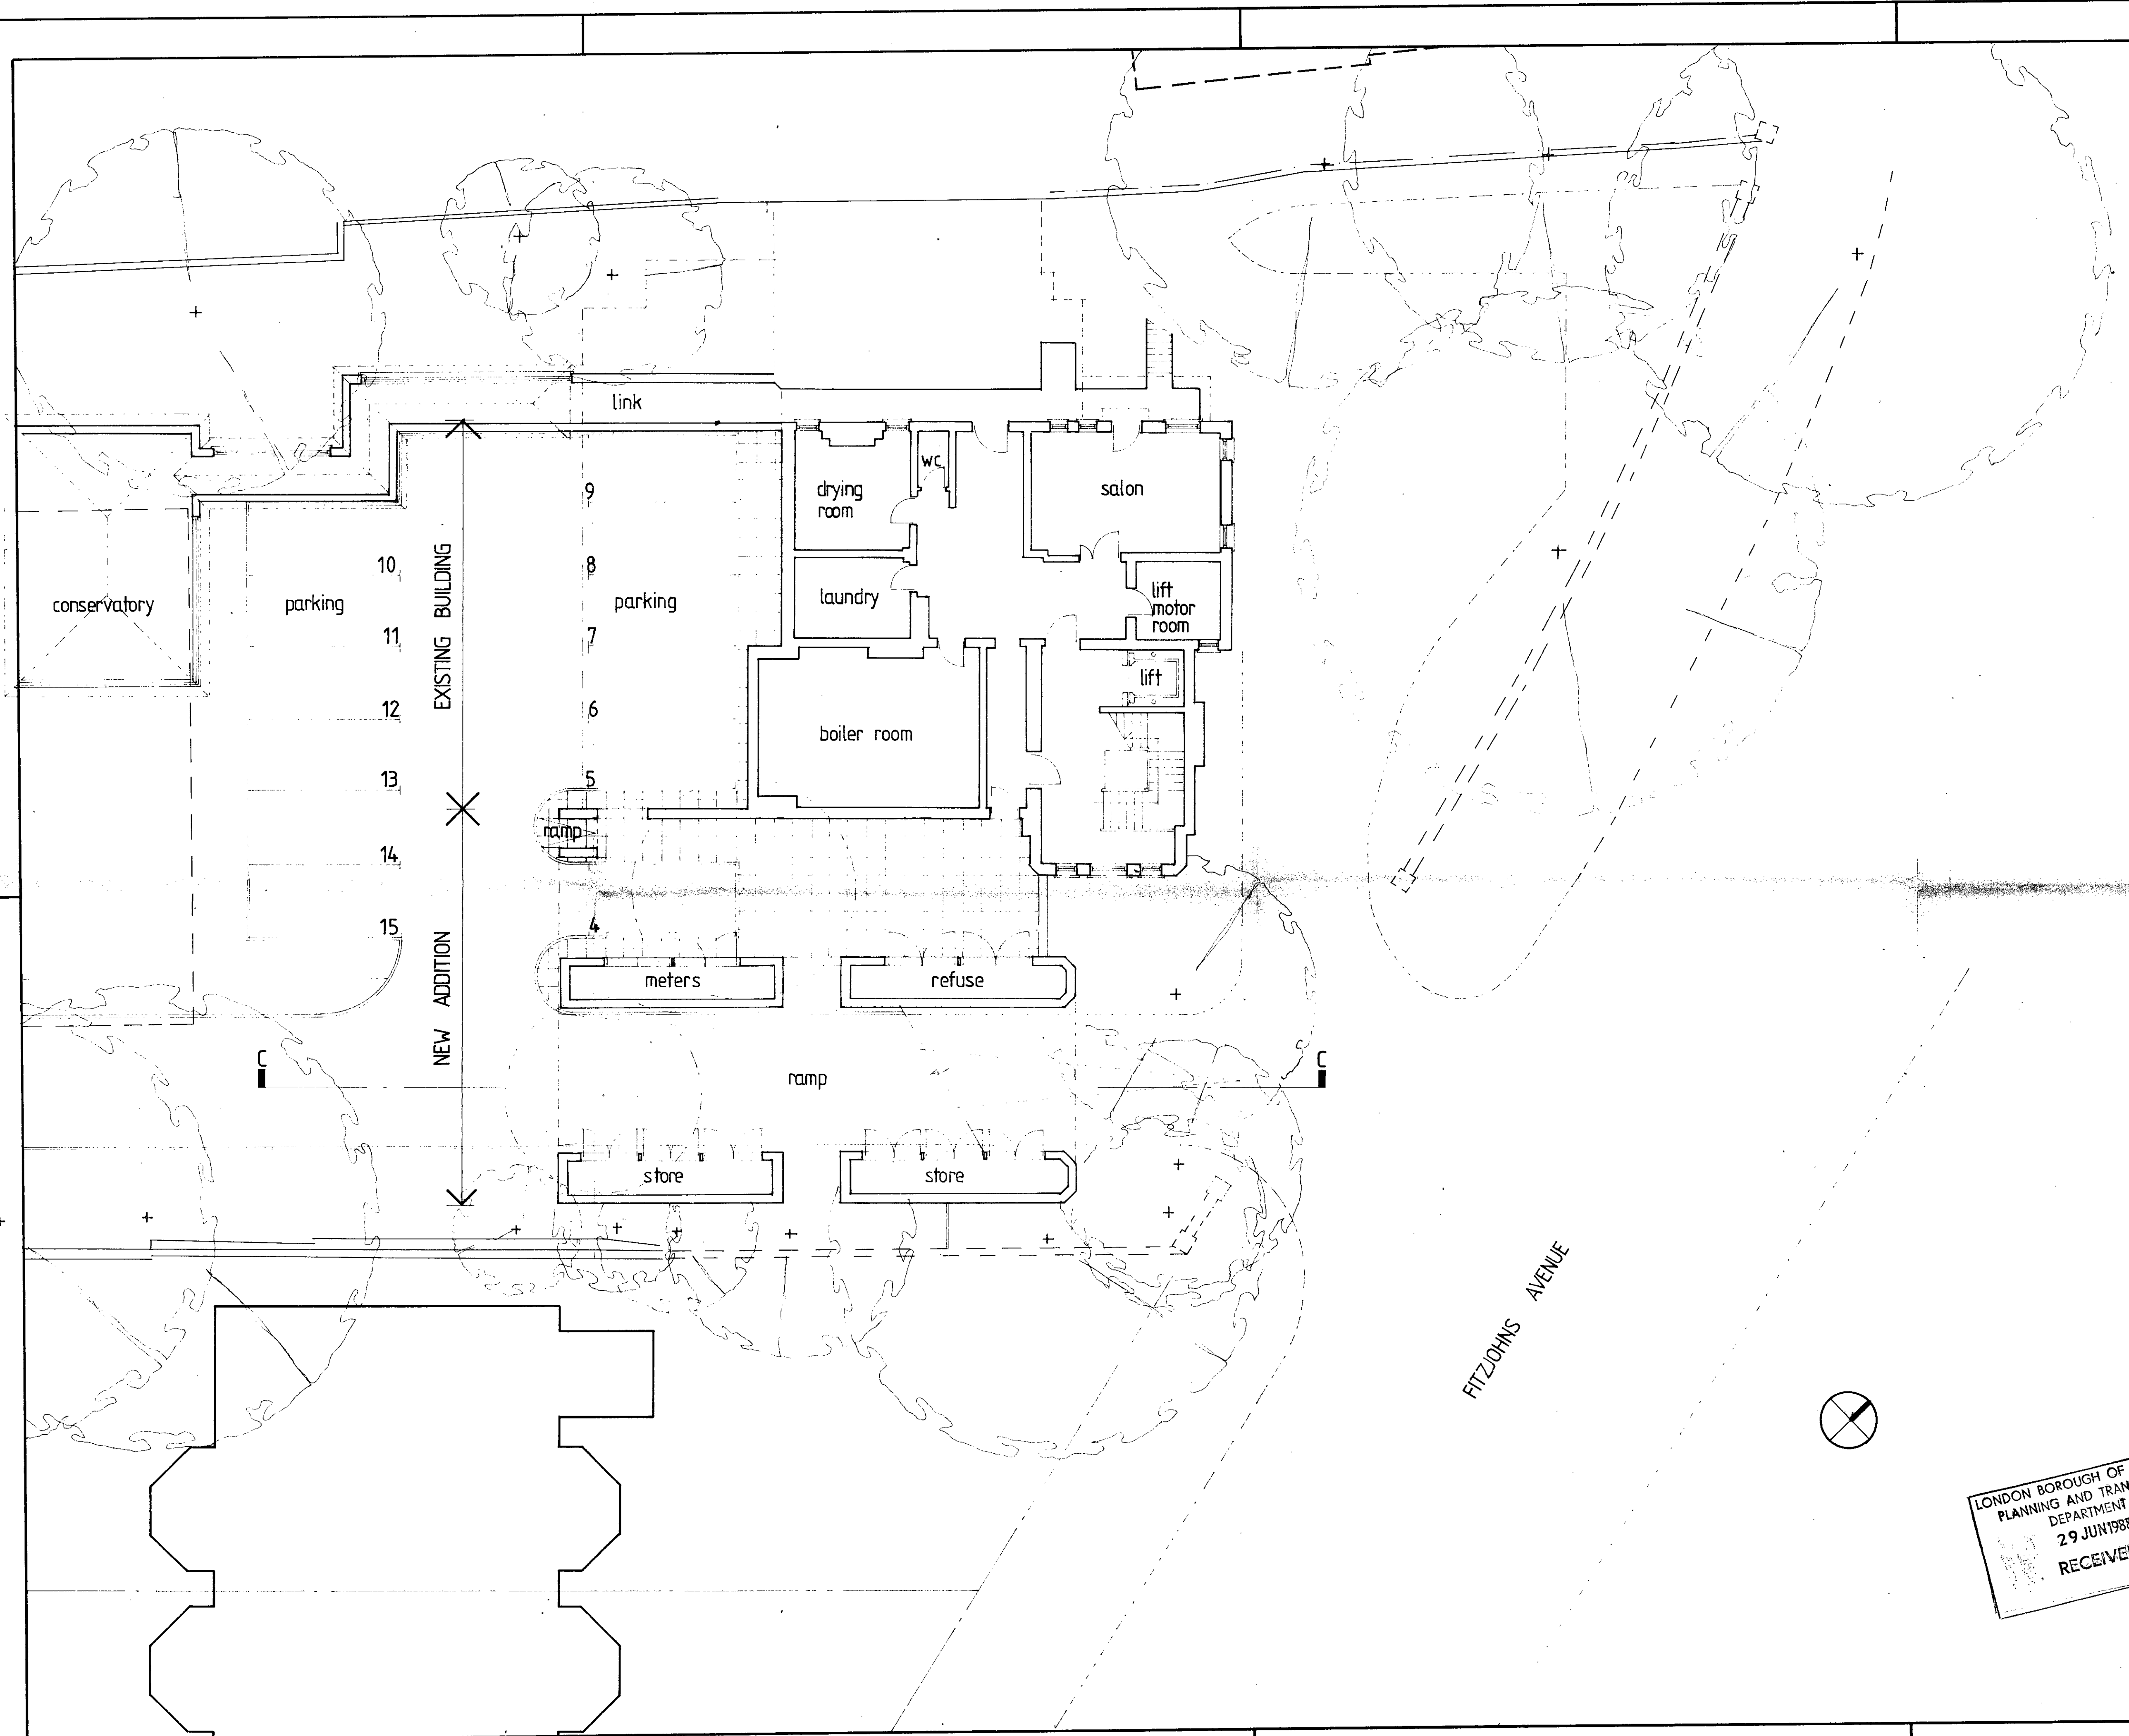 link
wc
drying
room
salon
9
10
8
EXISTING BUILDING
conservatory
parking
parking
laundry
lift
motor
room
11
7
lift
12
6
boiler room
13
5
ramp
14
15
4
NEW ADDITION
meters
refuse
C
C
ramp
store
store
FITZJOHNS AVENUE
LONDON BOROUGH OF
PLANNING AND TRAN
DEPARTMENT
29 JUN 1988
RECEIVE